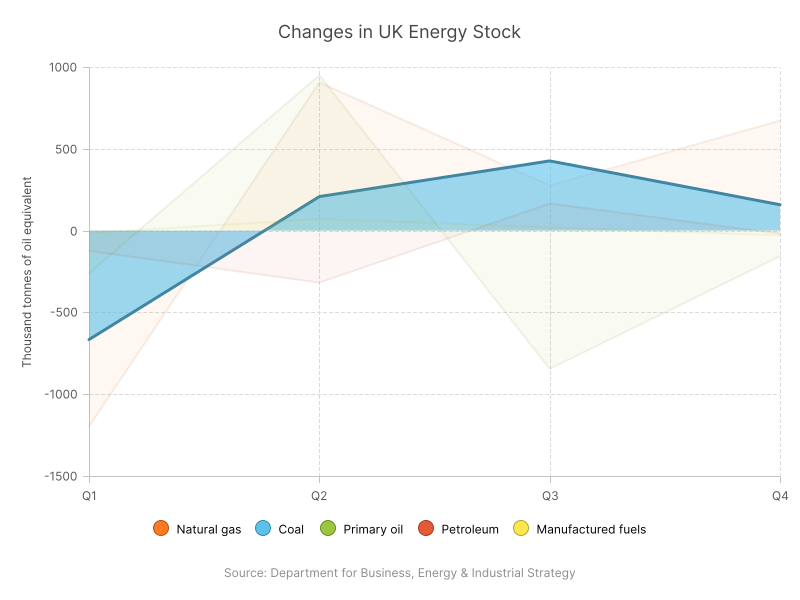 Changes in UK Energy Stock
Thousand tonnes of oil equivalent
1000
500
0
-500
-1000
-1500
Q1 Q2 Q3 Q4
Natural gas Coal Primary oil Petroleum Manufactured fuels
Source: Department for Business, Energy & Industrial Strategy